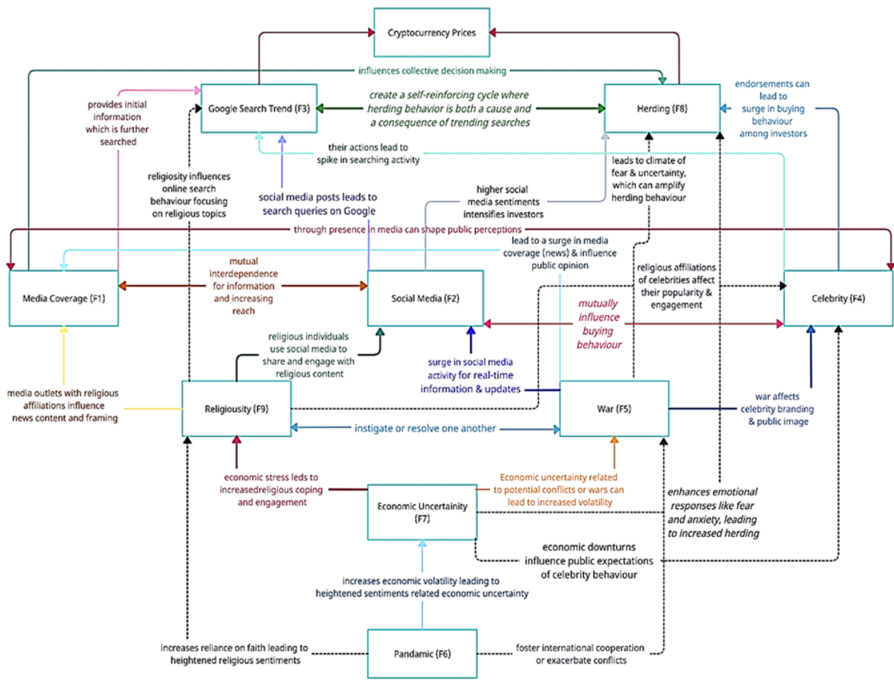 Cryptocurrency Prices
influences collective decision making
provides initial
information
which is further
searched
Google Search Trend (F3)
create a self-reinforcing cycle where
herding behavior is both a cause and
a consequence of trending searches
Herding (F8)
endorsements can
lead to
surge in buying
behaviour
among investors
their actions lead to
spike in searching activity
religiosity influences
online search
behaviour focusing
on religious topics
social media posts leads to
search queries on Google
higher social
media sentiments
intensifies investors
leads to climate of
fear & uncertainty,
which can amplify
herding behaviour
through presence in media can shape public perceptions
lead to a surge in media
coverage (news) & influence
public opinion
Media Coverage (F1)
mutual
interdependence
for information
and increasing
reach
Social Media (F2)
religious affiliations
of celebrities affect
their popularity &
engagement
Celebrity (F4)
mutually
influence
buying
behaviour
religious individuals
use social media to
share and engage with
religious content
surge in social media
activity for real-time
information & updates
media outlets with religious
affiliations influence
news content and framing
Religiousity (F9)
War (F5)
war affects
celebrity branding
& public image
instigate or resolve one another
economic stress leds to
increasedreligious coping
and engagement
Economic Uncertainity
(F7)
Economic uncertainty related
to potential conflicts or wars can
lead to increased volatility
enhances emotional
responses like fear
and anxiety, leading
to increased herding
economic downturns
influence public expectations
of celebrity behaviour
increases economic volatility leading to
heightened sentiments related economic uncertainty
increases reliance on faith leading to
heightened religious sentiments
Pandamic (F6)
foster international cooperation
or exacerbate conflicts